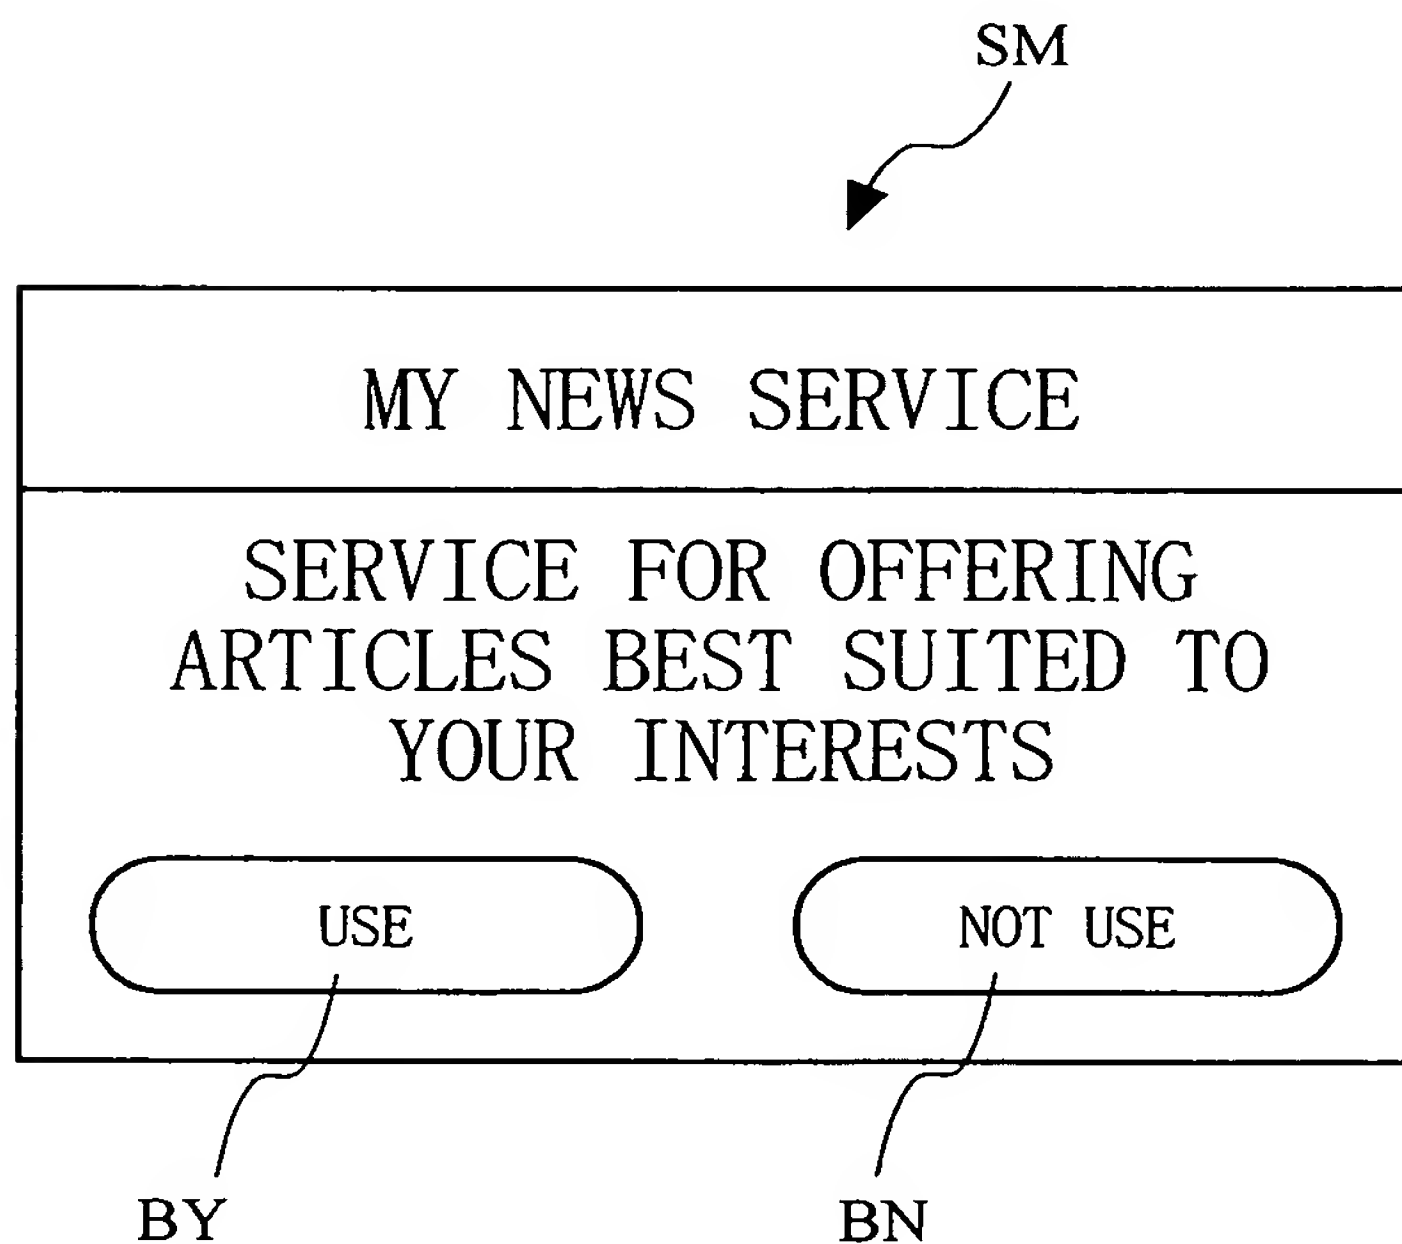 SM
MY NEWS SERVICE
SERVICE FOR OFFERING
ARTICLES BEST SUITED TO
YOUR INTERESTS
USE
NOT USE
BY
BN